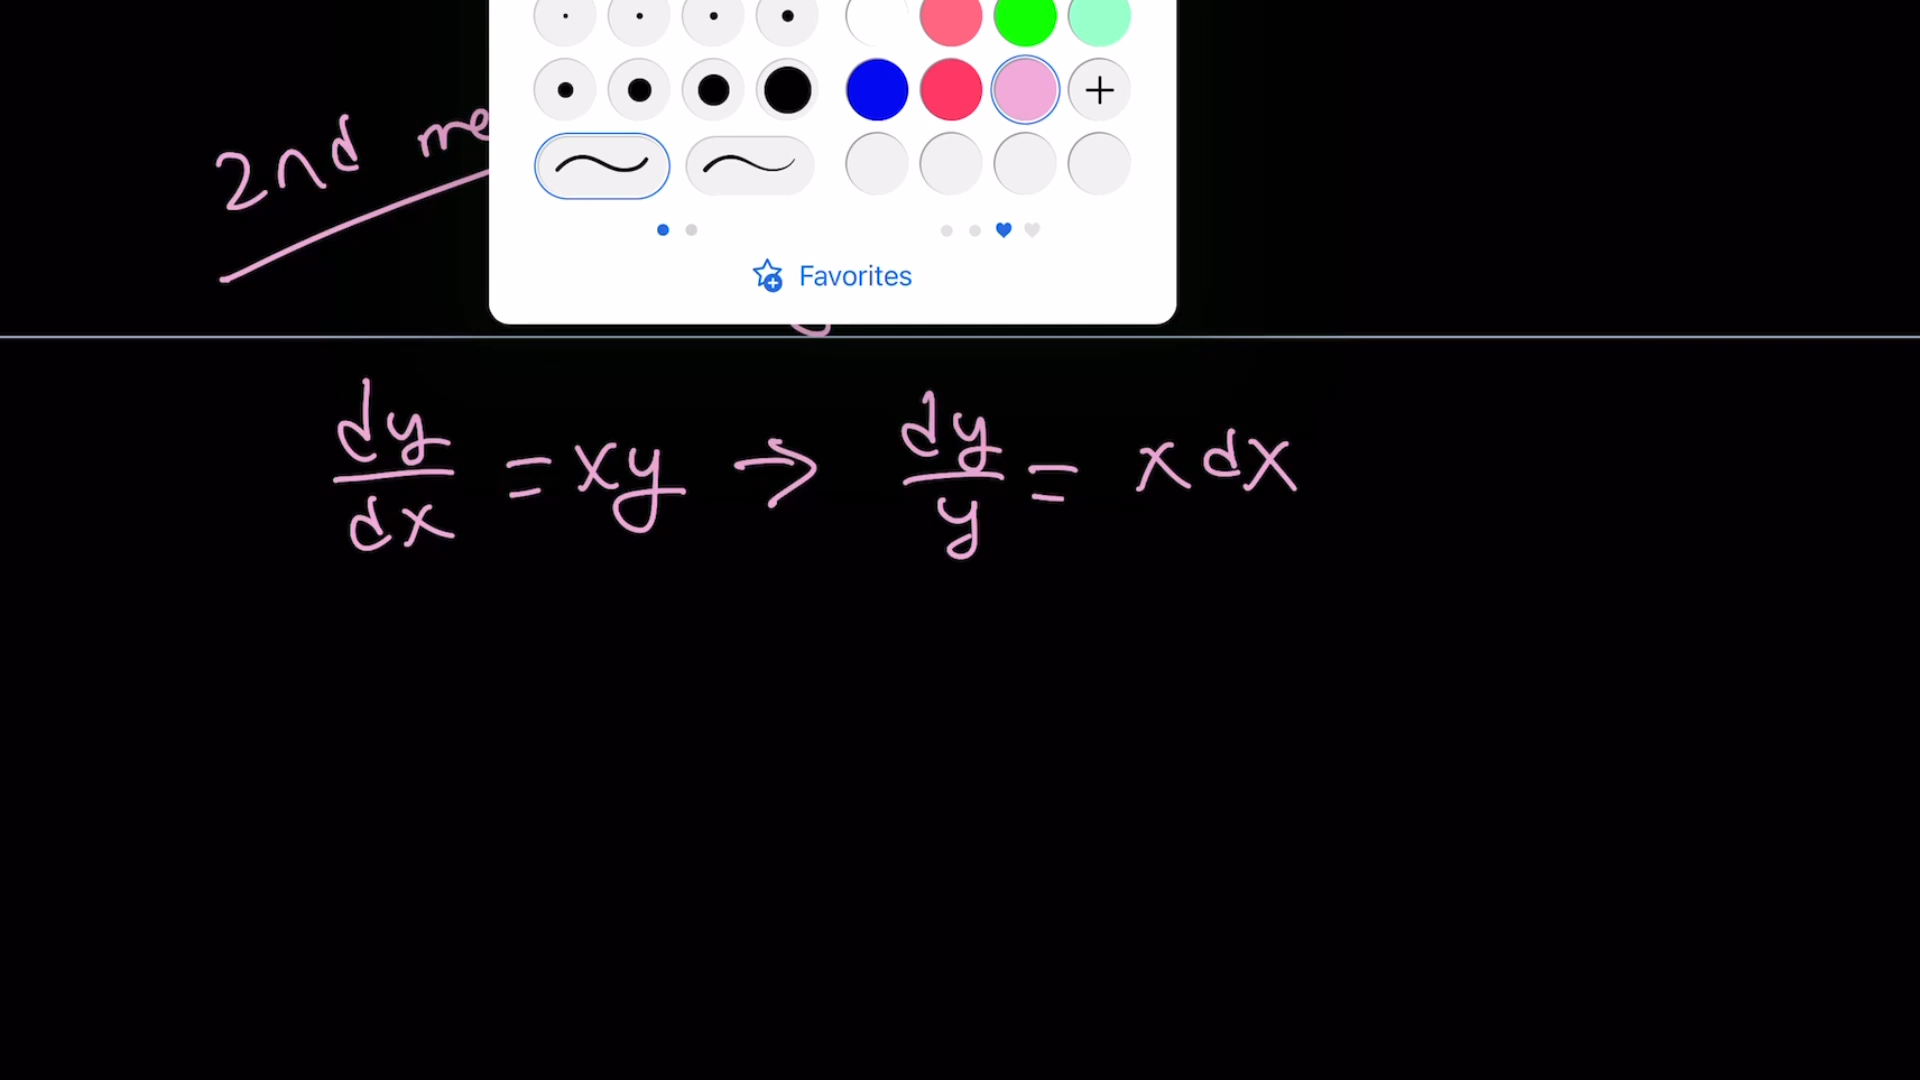 2nd
Favorites
dy/dx = xy → dy/y = x dx